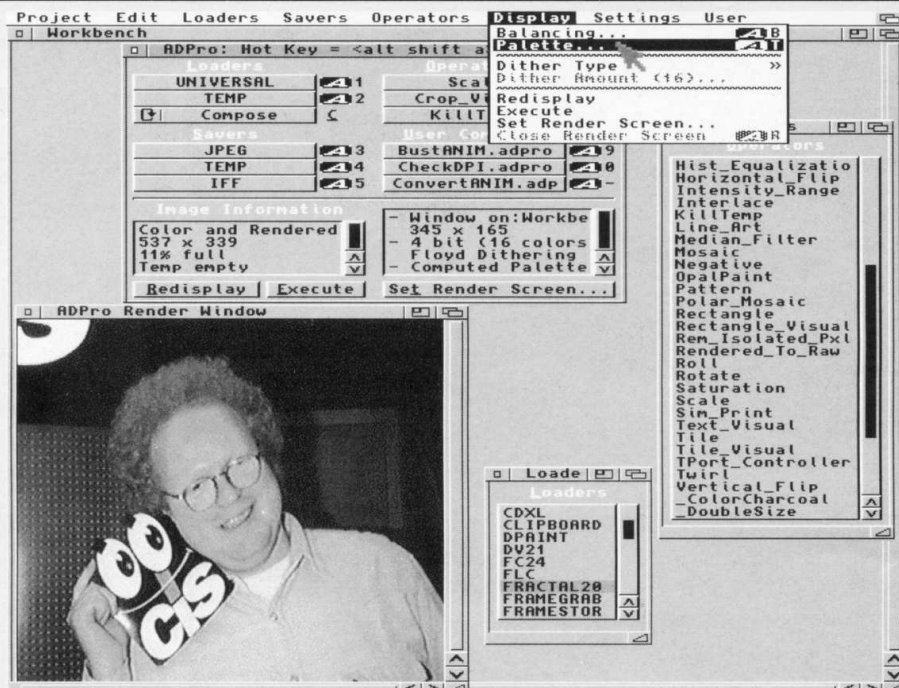 Project Edit Loaders Savers Operators Display Settings User
Workbench
Balancing... B
Palette... T
Dither Type »
Dither Amount (16)...
Redisplay
Execute
Set Render Screen...
Close Render Screen R
ADPro: Hot Key = <alt shift a
Loaders
UNIVERSAL 1
TEMP 2
Compose C
Savers
JPEG 3
TEMP 4
IFF 5
Opera
Scal
Crop_Vi
KillT
User Co
BustANIM.adpro 9
CheckDPI.adpro 0
ConvertANIM.adp -
Image Information
Color and Rendered
537 x 339
11% full
Temp empty
- Window on:Workbe
345 x 165
- 4 bit (16 colors
Floyd Dithering
- Computed Palette
Redisplay Execute Set Render Screen...
s
Operators
Hist_Equalizatio
Horizontal_Flip
Intensity_Range
Interlace
KillTemp
Line_Art
Median_Filter
Mosaic
Negative
OpalPaint
Pattern
Polar_Mosaic
Rectangle
Rectangle_Visual
Rem_Isolated_Pxl
Rendered_To_Raw
Roll
Rotate
Saturation
Scale
Sim_Print
Text_Visual
Tile
Tile_Visual
TPort_Controller
Twirl
Vertical_Flip
_ColorCharcoal
_DoubleSize
ADPro Render Window
CIS
Loade
Loaders
CDXL
CLIPBOARD
DPAINT
DV21
FC24
FLC
FRACTAL20
FRAMEGRAB
FRAMESTOR